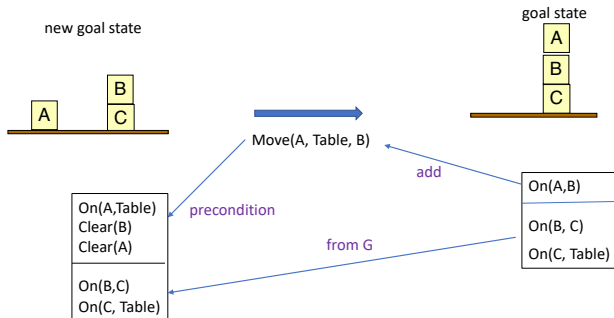 goal state
new goal state
A
B
C
A
B
C
Move(A, Table, B)
add
On(A,B)
On(B, C)
On(C, Table)
precondition
from G
On(A,Table)
Clear(B)
Clear(A)
On(B,C)
On(C, Table)